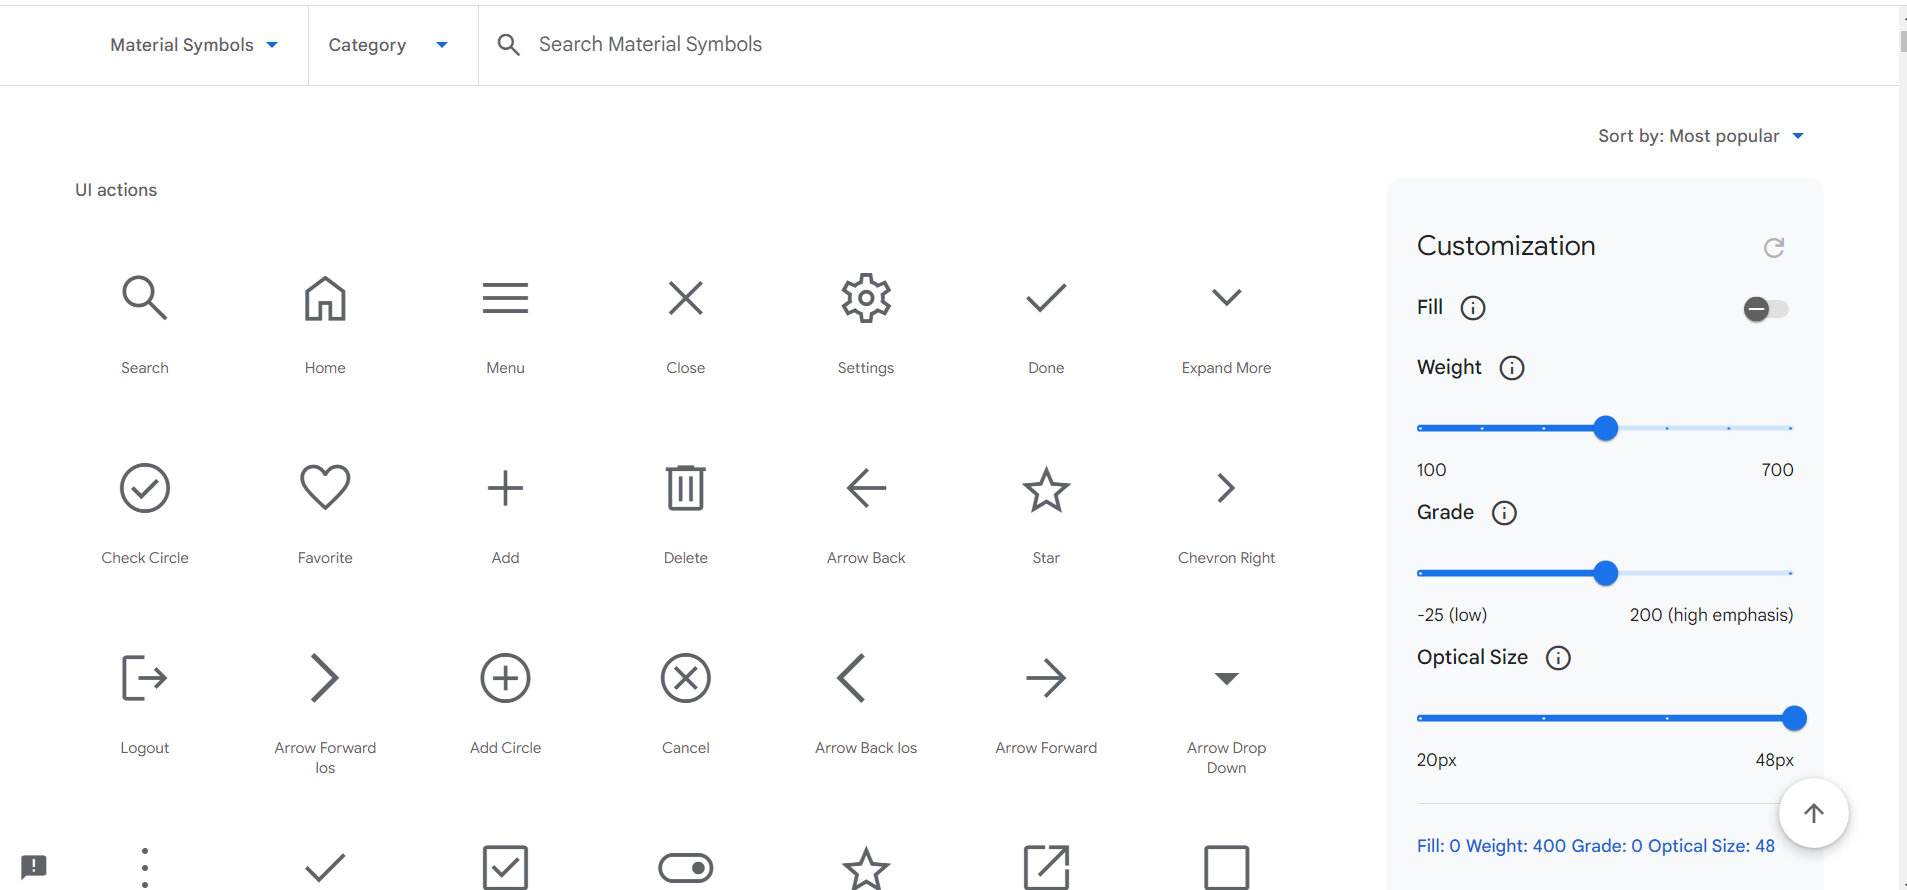 Material Symbols
Category
Search Material Symbols
Sort by: Most popular
UI actions
Search
Home
Menu
Close
Settings
Done
Expand More
Check Circle
Favorite
Add
Delete
Arrow Back
Star
Chevron Right
Logout
Arrow Forward
Ios
Add Circle
Cancel
Arrow Back Ios
Arrow Forward
Arrow Drop
Down
Customization
Fill
Weight
100 700
Grade
-25 (low) 200 (high emphasis)
Optical Size
20px 48px
Fill: 0 Weight: 400 Grade: 0 Optical Size: 48